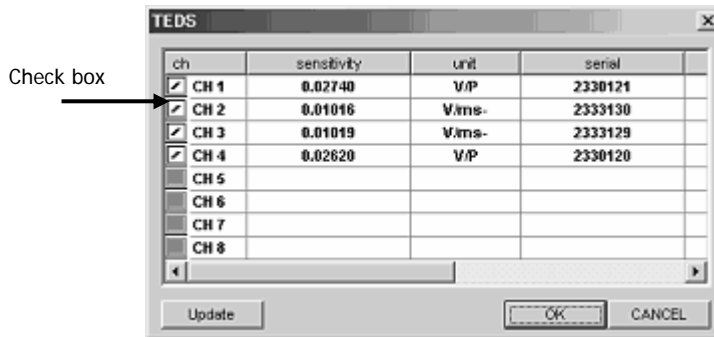 TEDS
ch sensitivity unit serial
Check box
CH 1 0.02740 V/P 2330121
CH 2 0.01016 V/ms- 2333130
CH 3 0.01019 V/ms- 2333129
CH 4 0.02620 V/P 2330120
CH 5
CH 6
CH 7
CH 8
Update OK CANCEL